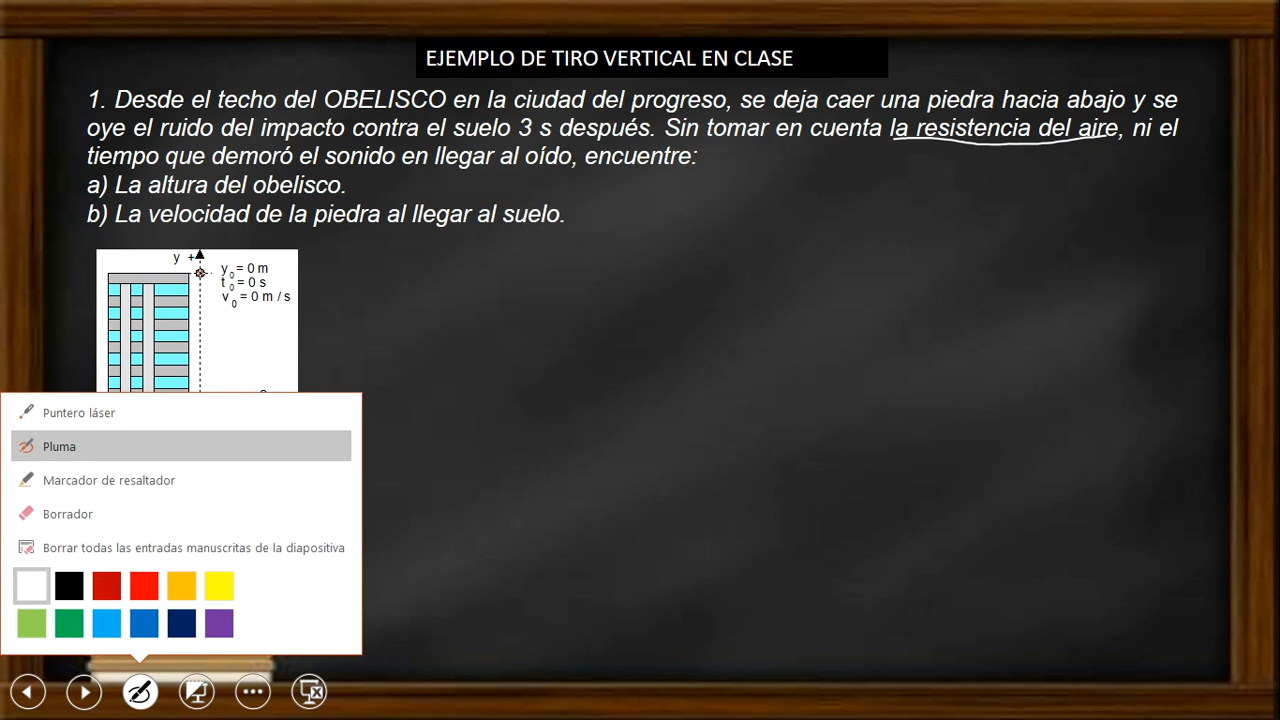 EJEMPLO DE TIRO VERTICAL EN CLASE
1. Desde el techo del OBELISCO en la ciudad del progreso, se deja caer una piedra hacia abajo y se
oye el ruido del impacto contra el suelo 3 s después. Sin tomar en cuenta la resistencia del aire, ni el
tiempo que demoró el sonido en llegar al oído, encuentre:
a) La altura del obelisco.
b) La velocidad de la piedra al llegar al suelo.
y +
y 0 = 0 m
t 0 = 0 s
v 0 = 0 m / s
Puntero láser
Pluma
Marcador de resaltador
Borrador
Borrar todas las entradas manuscritas de la diapositiva